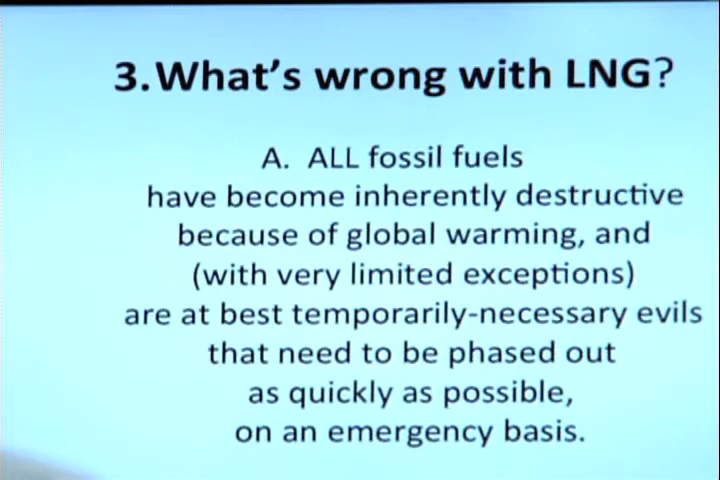 3. What's wrong with LNG?
A. ALL fossil fuels
have become inherently destructive
because of global warming, and
(with very limited exceptions)
are at best temporarily-necessary evils
that need to be phased out
as quickly as possible,
on an emergency basis.